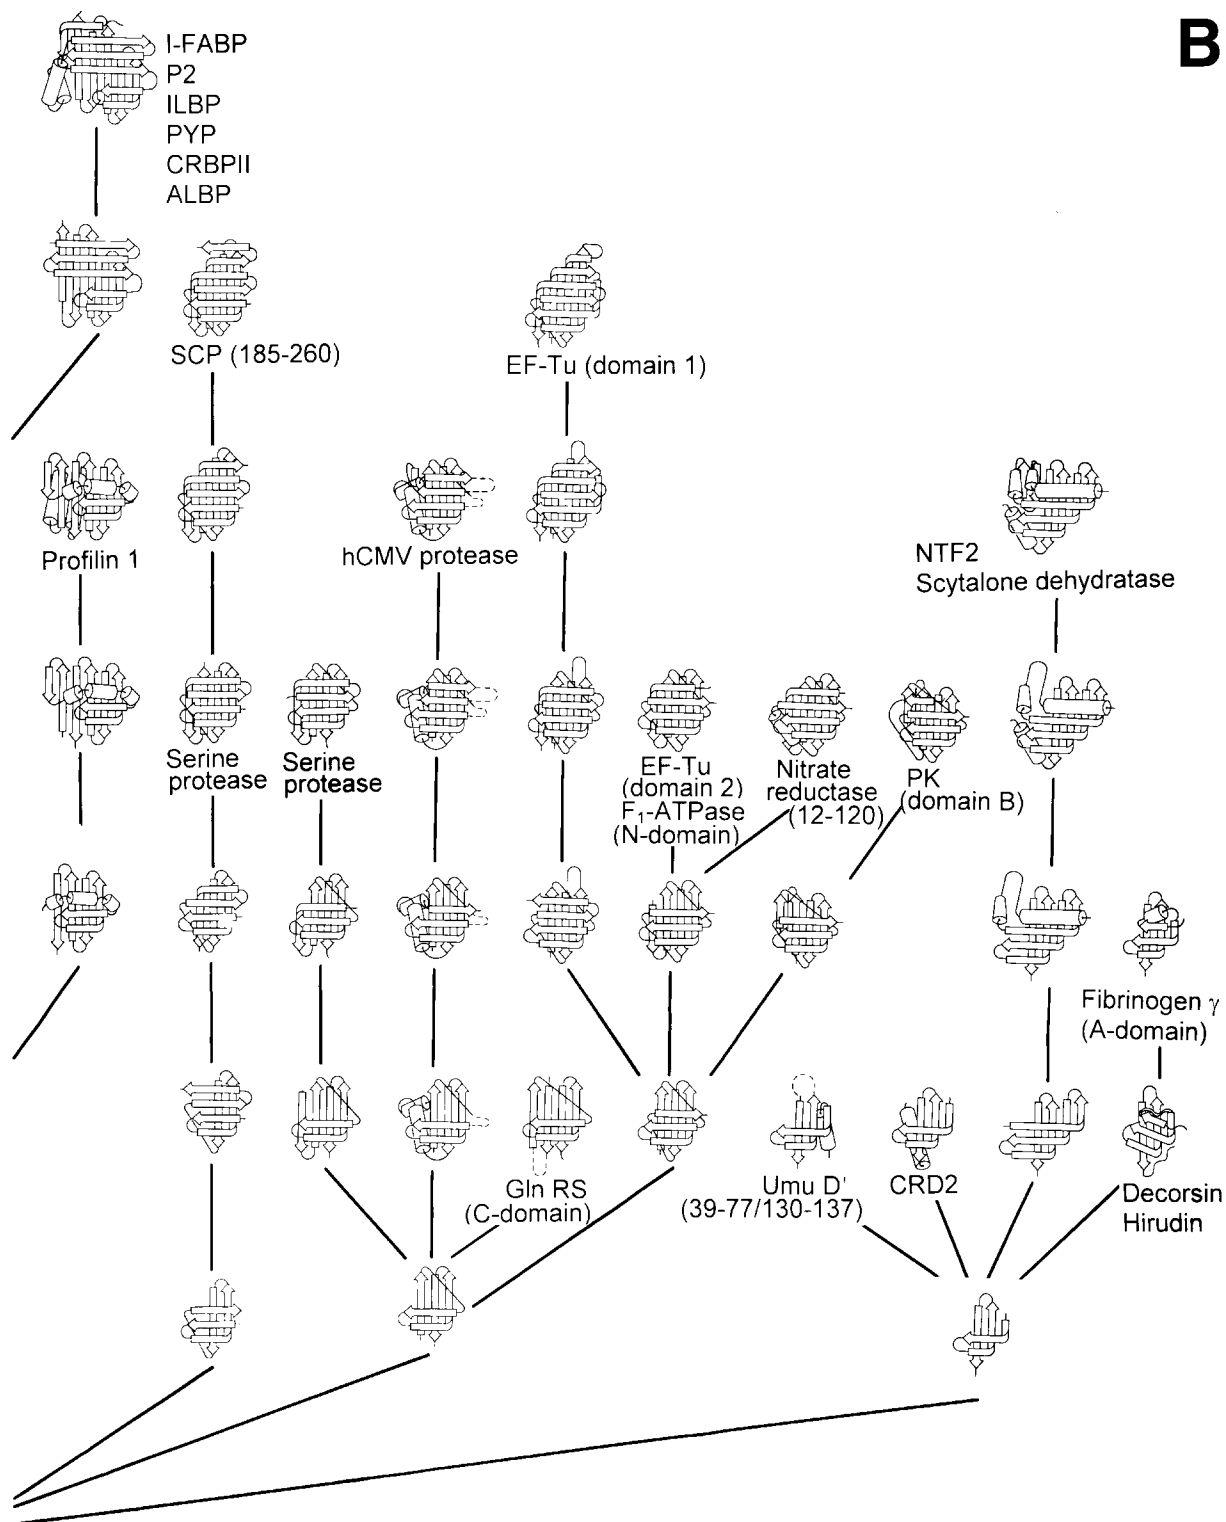 B
I-FABP
P2
ILBP
PYP
CRBPII
ALBP
SCP (185-260)
EF-Tu (domain 1)
Profilin 1
hCMV protease
NTF2
Scytalone dehydratase
Serine
protease
Serine
protease
EF-Tu
(domain 2)
F₁-ATPase
(N-domain)
Nitrate
reductase
(12-120)
PK
(domain B)
Fibrinogen γ
(A-domain)
Gln RS
(C-domain)
Umu D'
(39-77/130-137)
CRD2
Decorsin
Hirudin